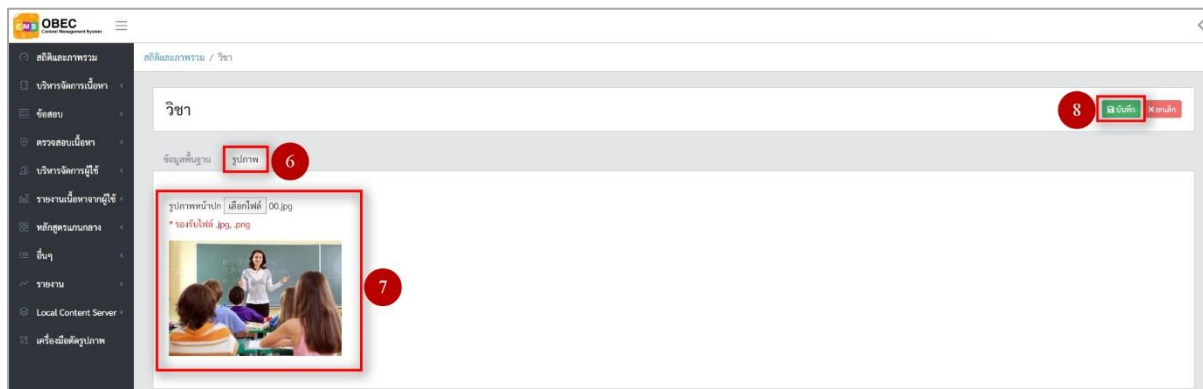 CMS OBEC
Content Management System
สถิติและภาพรวม
บริหารจัดการเนื้อหา
ข้อสอบ
ตรวจสอบเนื้อหา
บริหารจัดการผู้ใช้
รายงานเนื้อหาจากผู้ใช้
หลักสูตรแกนกลาง
อื่นๆ
รายงาน
Local Content Server
เครื่องมือตัดรูปภาพ
สถิติและภาพรวม / วิชา
วิชา
8 บันทึก ยกเลิก
ข้อมูลพื้นฐาน รูปภาพ 6
รูปภาพหน้าปก เลือกไฟล์ 00.jpg
* รองรับไฟล์ .jpg, .png
7